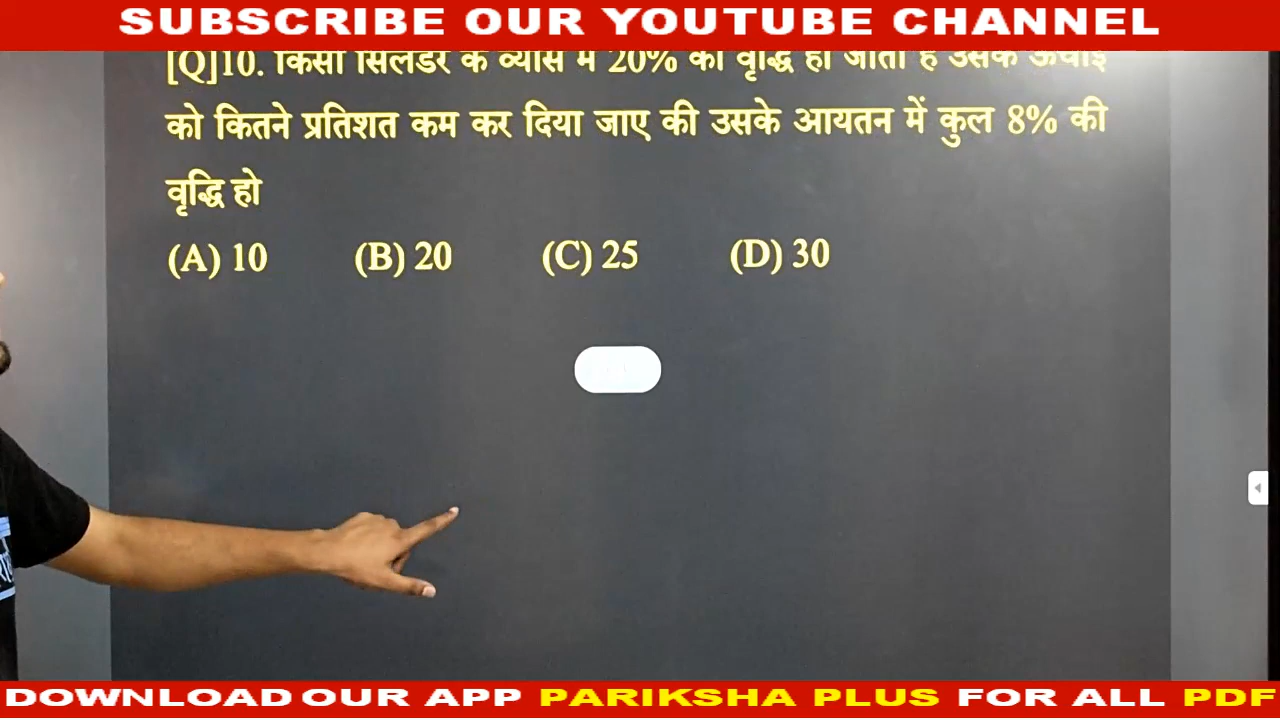 SUBSCRIBE OUR YOUTUBE CHANNEL
[Q]10. किसी सिलेंडर के व्यास में 20% की वृद्धि हो जाती है उसके ऊंचाई
को कितने प्रतिशत कम कर दिया जाए की उसके आयतन में कुल 8% की
वृद्धि हो
(A) 10 (B) 20 (C) 25 (D) 30
DOWNLOAD OUR APP PARIKSHA PLUS FOR ALL PDF